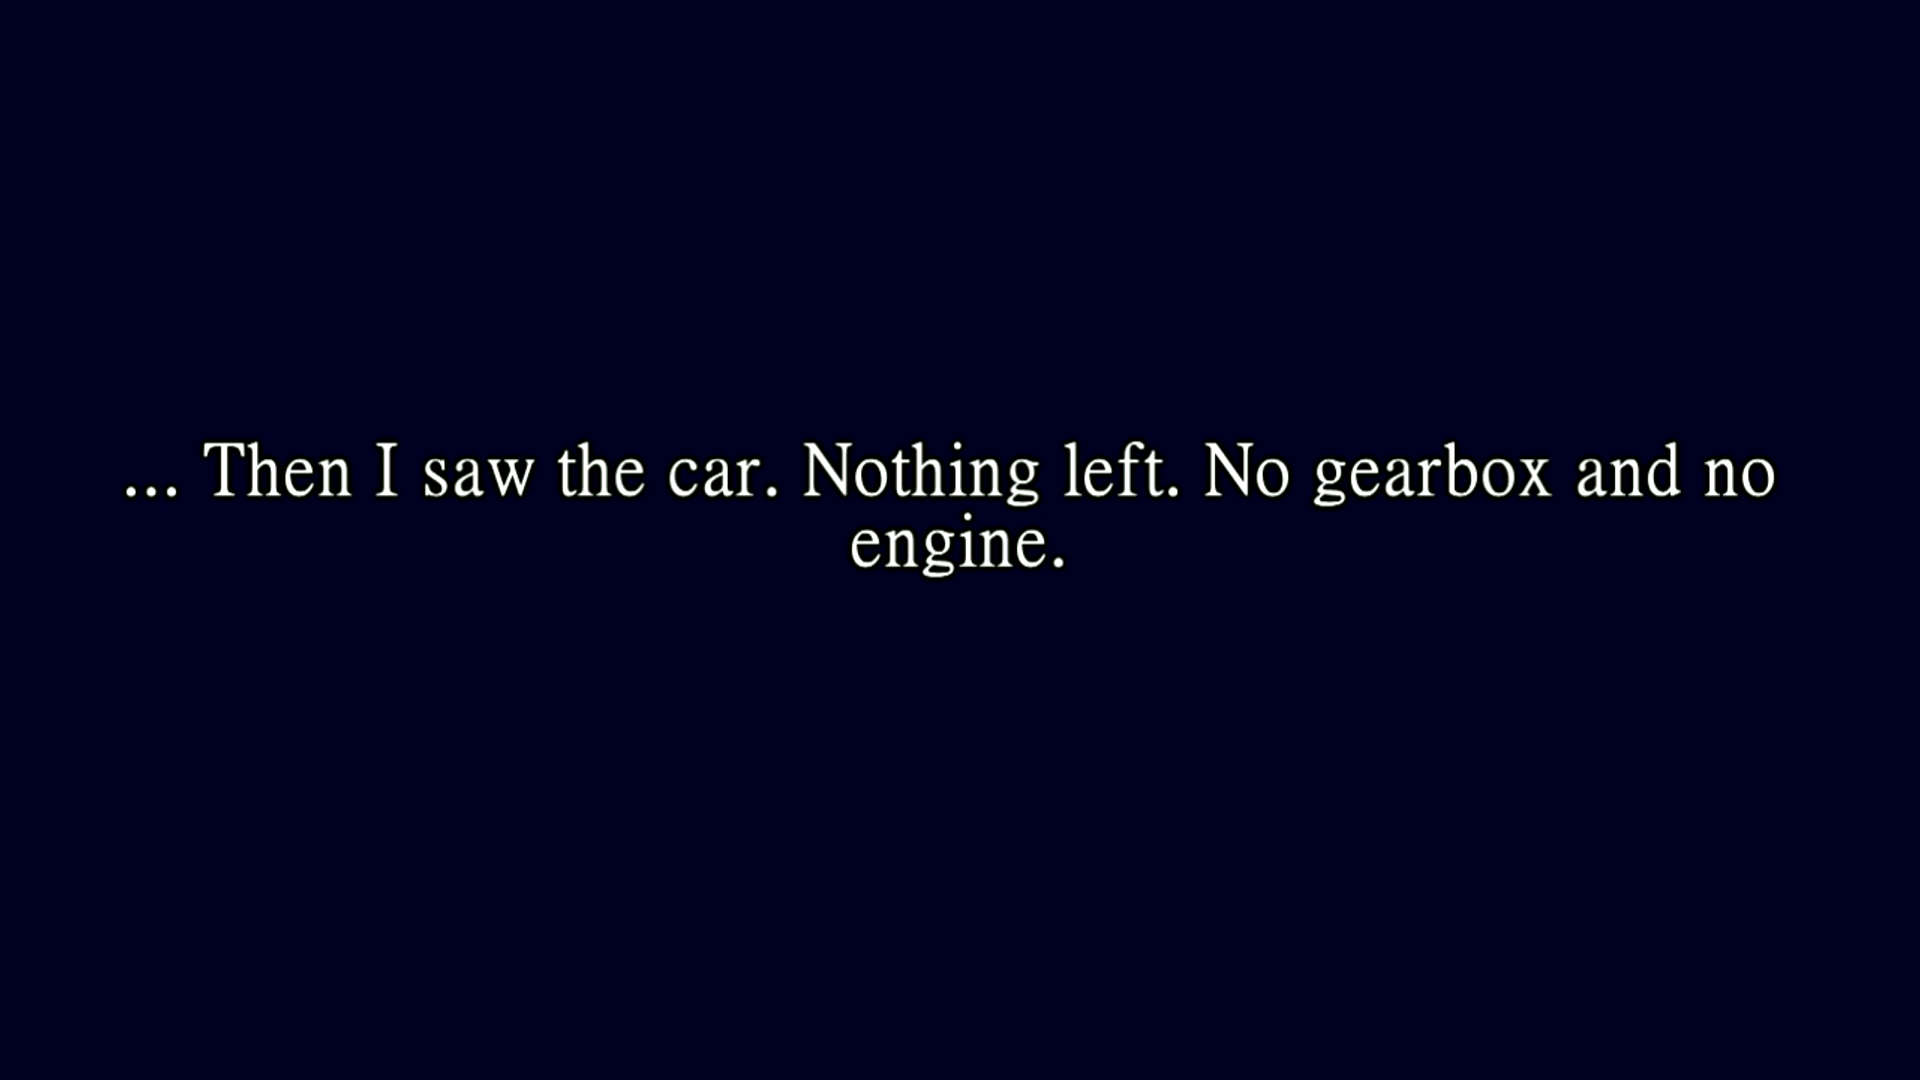 ... Then I saw the car. Nothing left. No gearbox and no
engine.